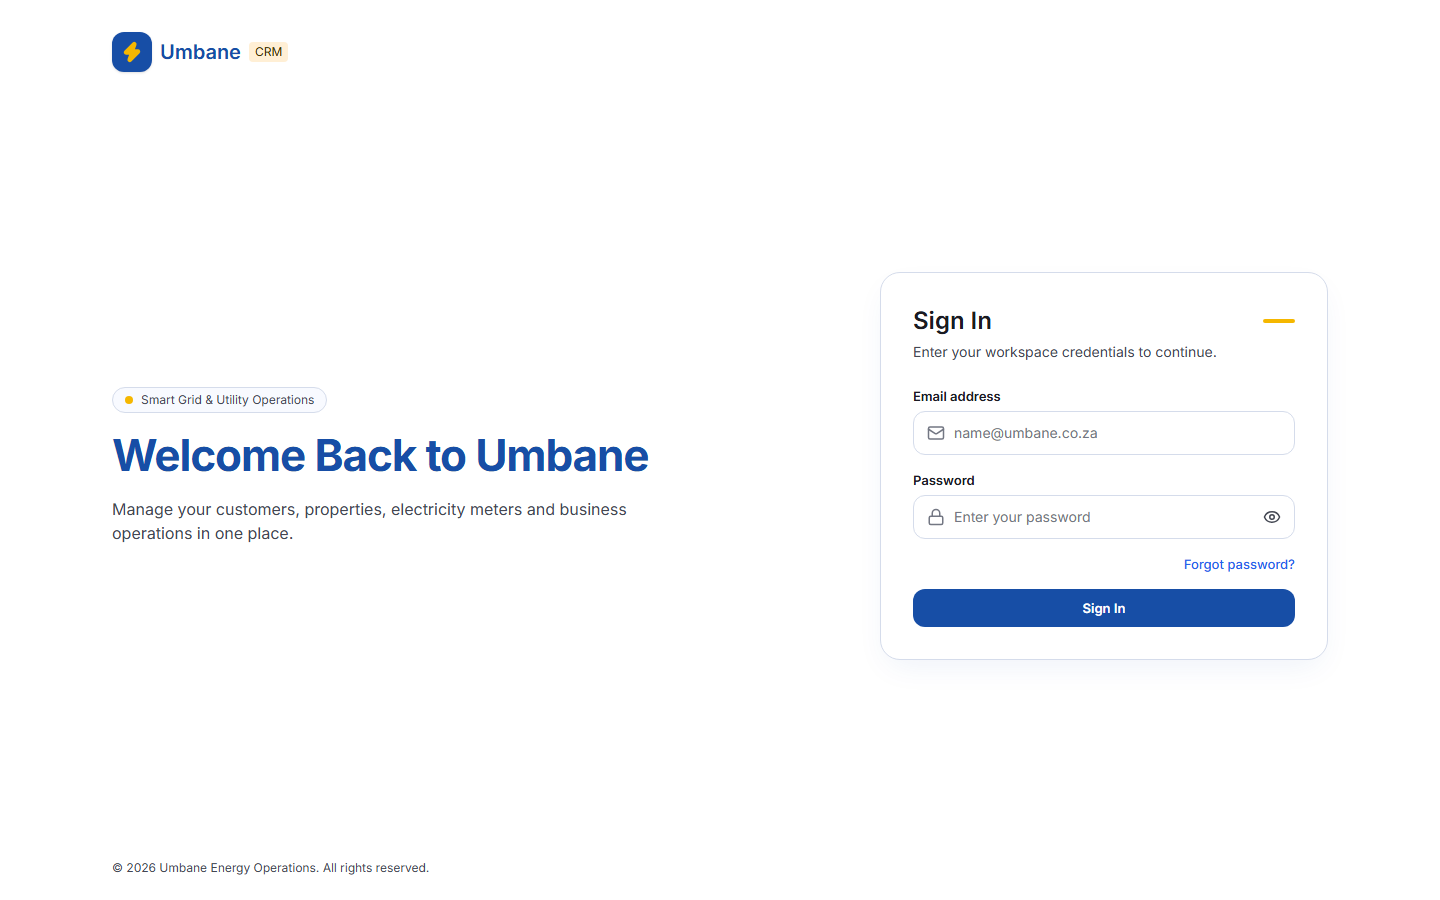 Umbane CRM
Smart Grid & Utility Operations
Welcome Back to Umbane
Manage your customers, properties, electricity meters and business
operations in one place.
Sign In
Enter your workspace credentials to continue.
Email address
name@umbane.co.za
Password
Enter your password
Forgot password?
Sign In
© 2026 Umbane Energy Operations. All rights reserved.